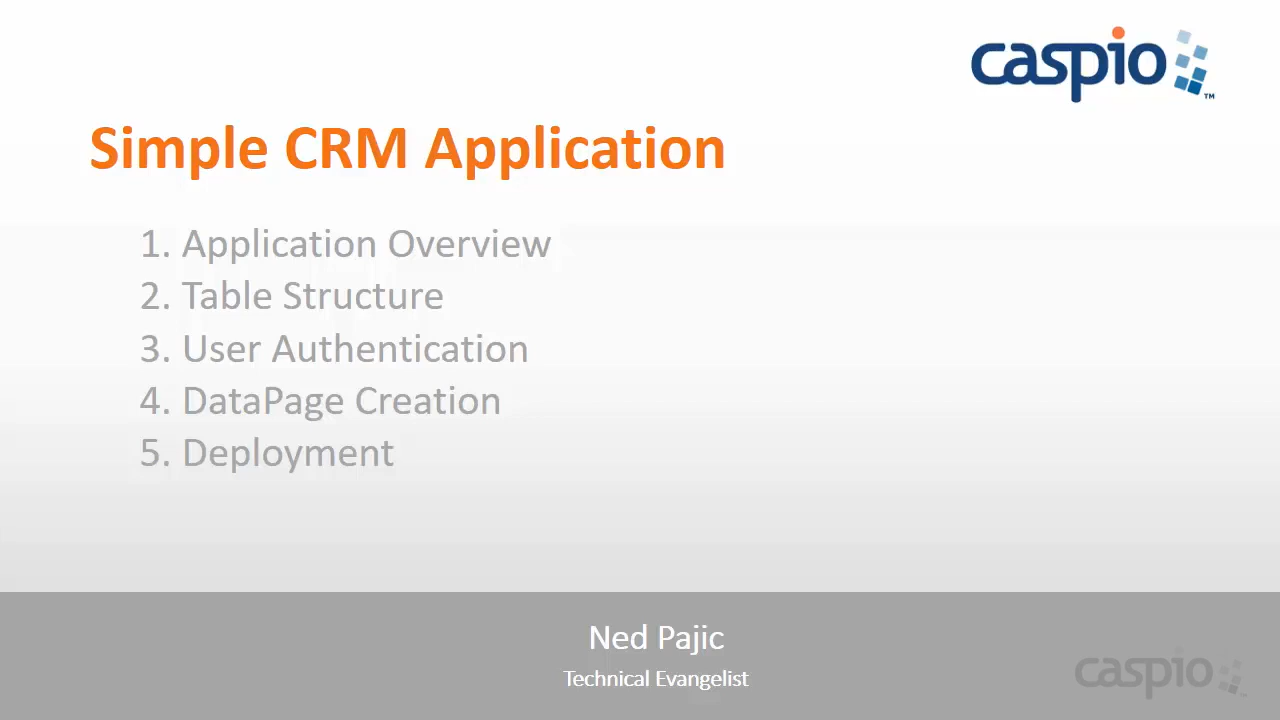 caspio™
Simple CRM Application
1. Application Overview
2. Table Structure
3. User Authentication
4. DataPage Creation
5. Deployment
Ned Pajic
Technical Evangelist
caspio